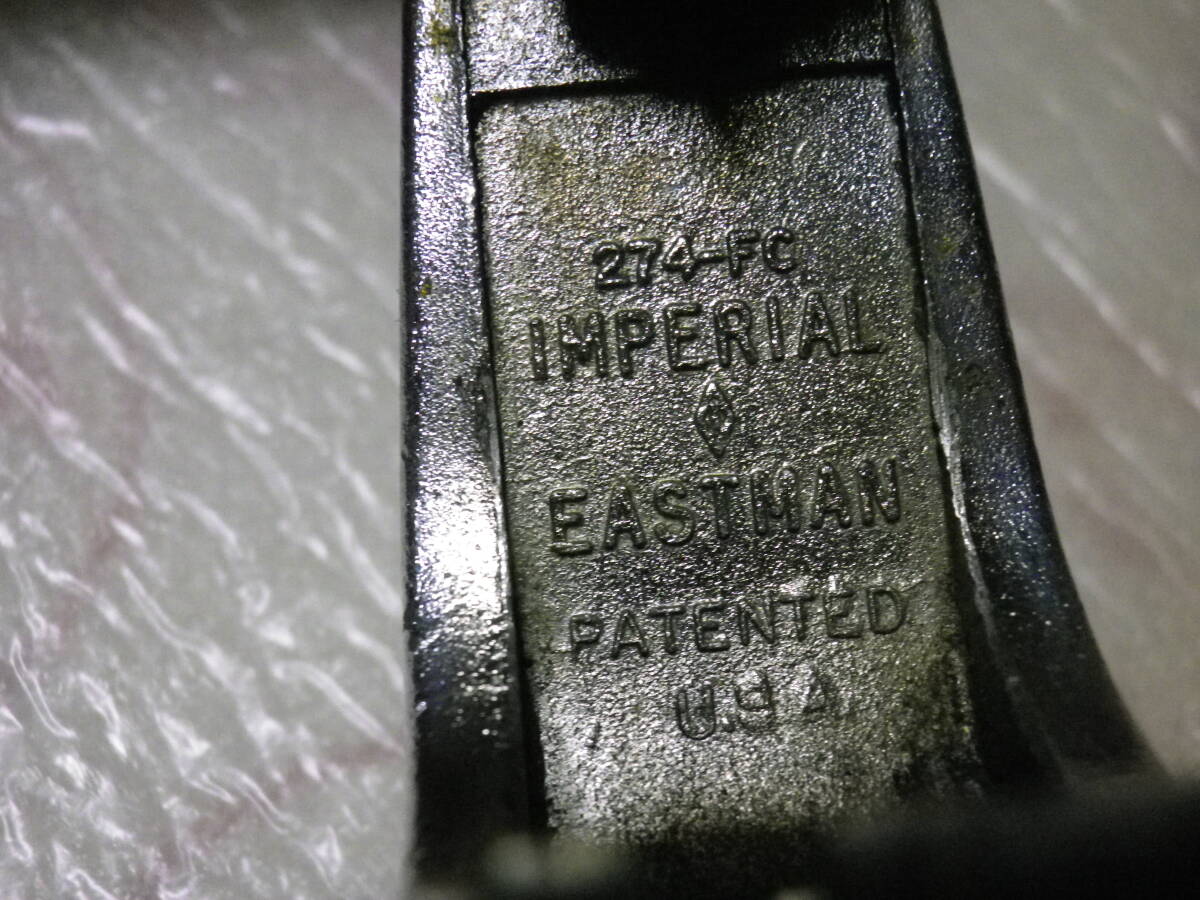 274-FC
IMPERIAL
EASTMAN
PATENTED
U.S.A.